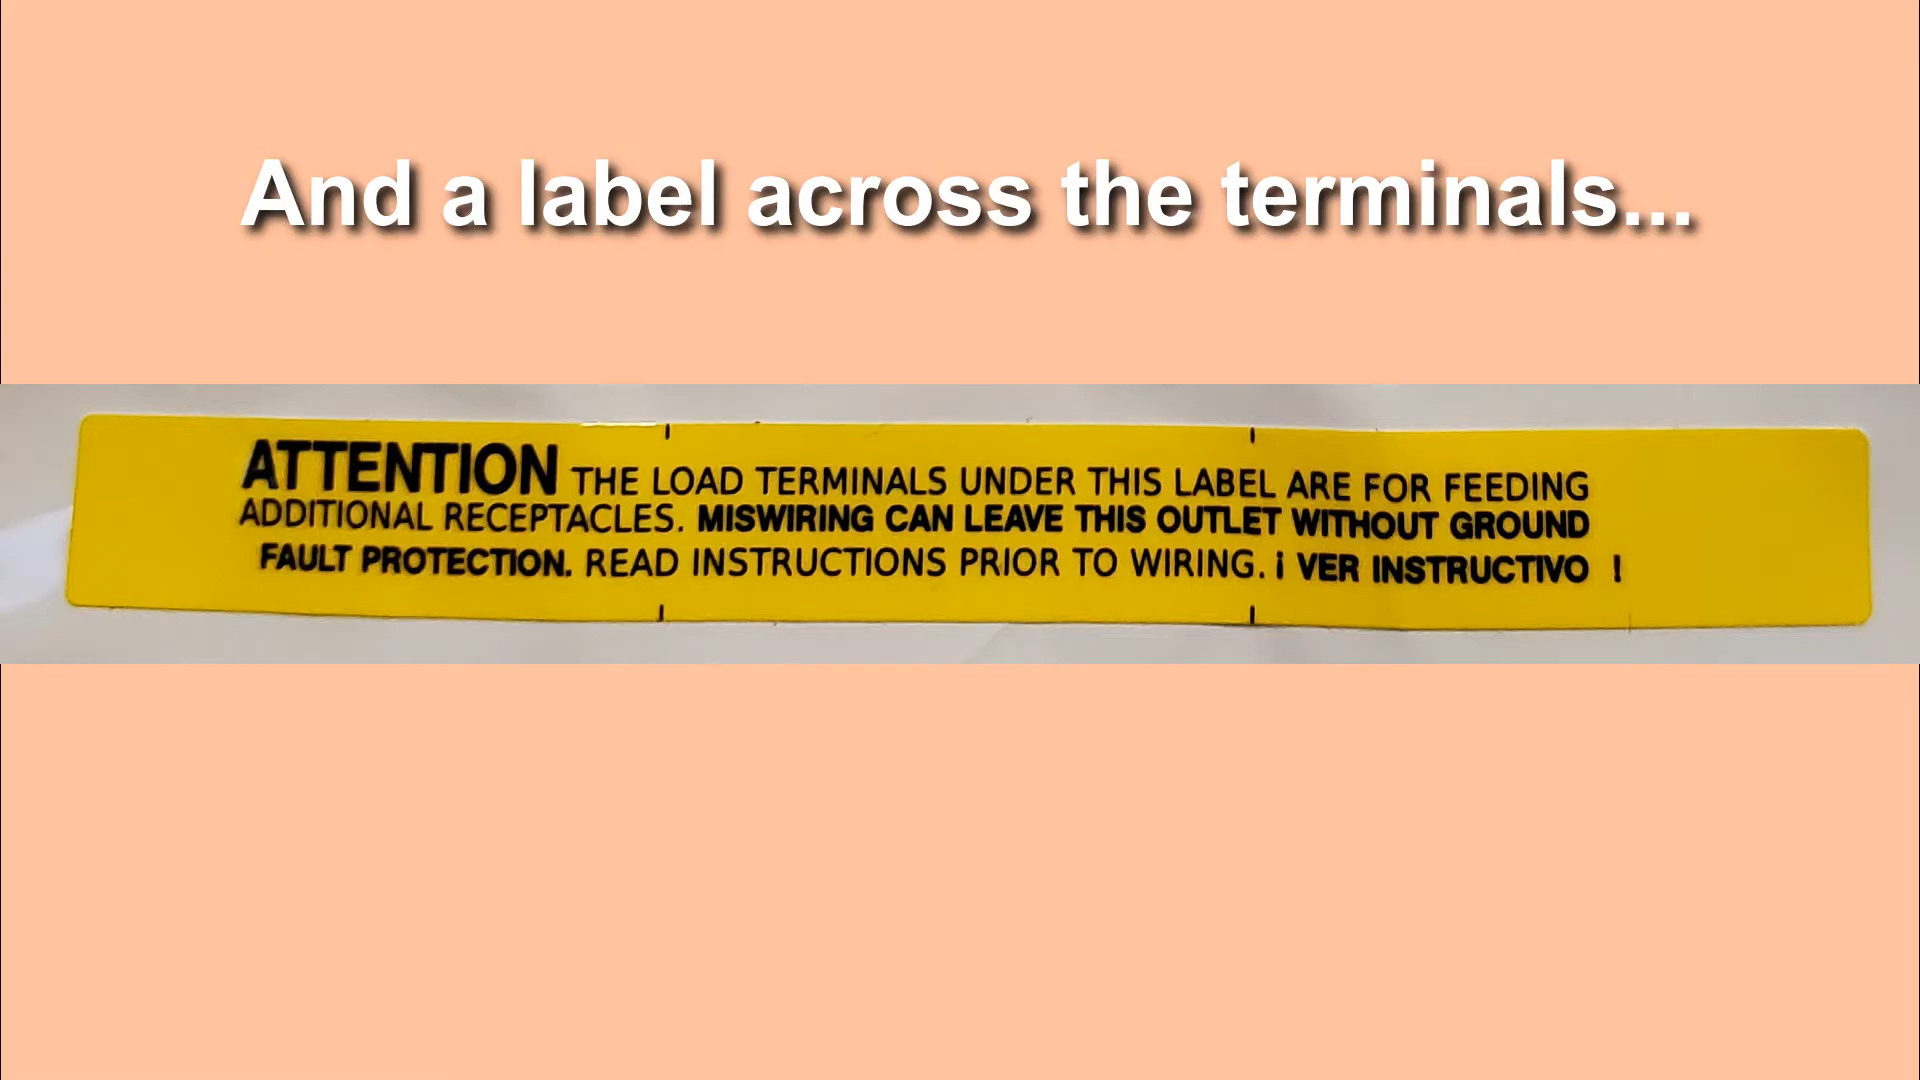 And a label across the terminals...
ATTENTION THE LOAD TERMINALS UNDER THIS LABEL ARE FOR FEEDING
ADDITIONAL RECEPTACLES. MISWIRING CAN LEAVE THIS OUTLET WITHOUT GROUND
FAULT PROTECTION. READ INSTRUCTIONS PRIOR TO WIRING. ¡ VER INSTRUCTIVO !